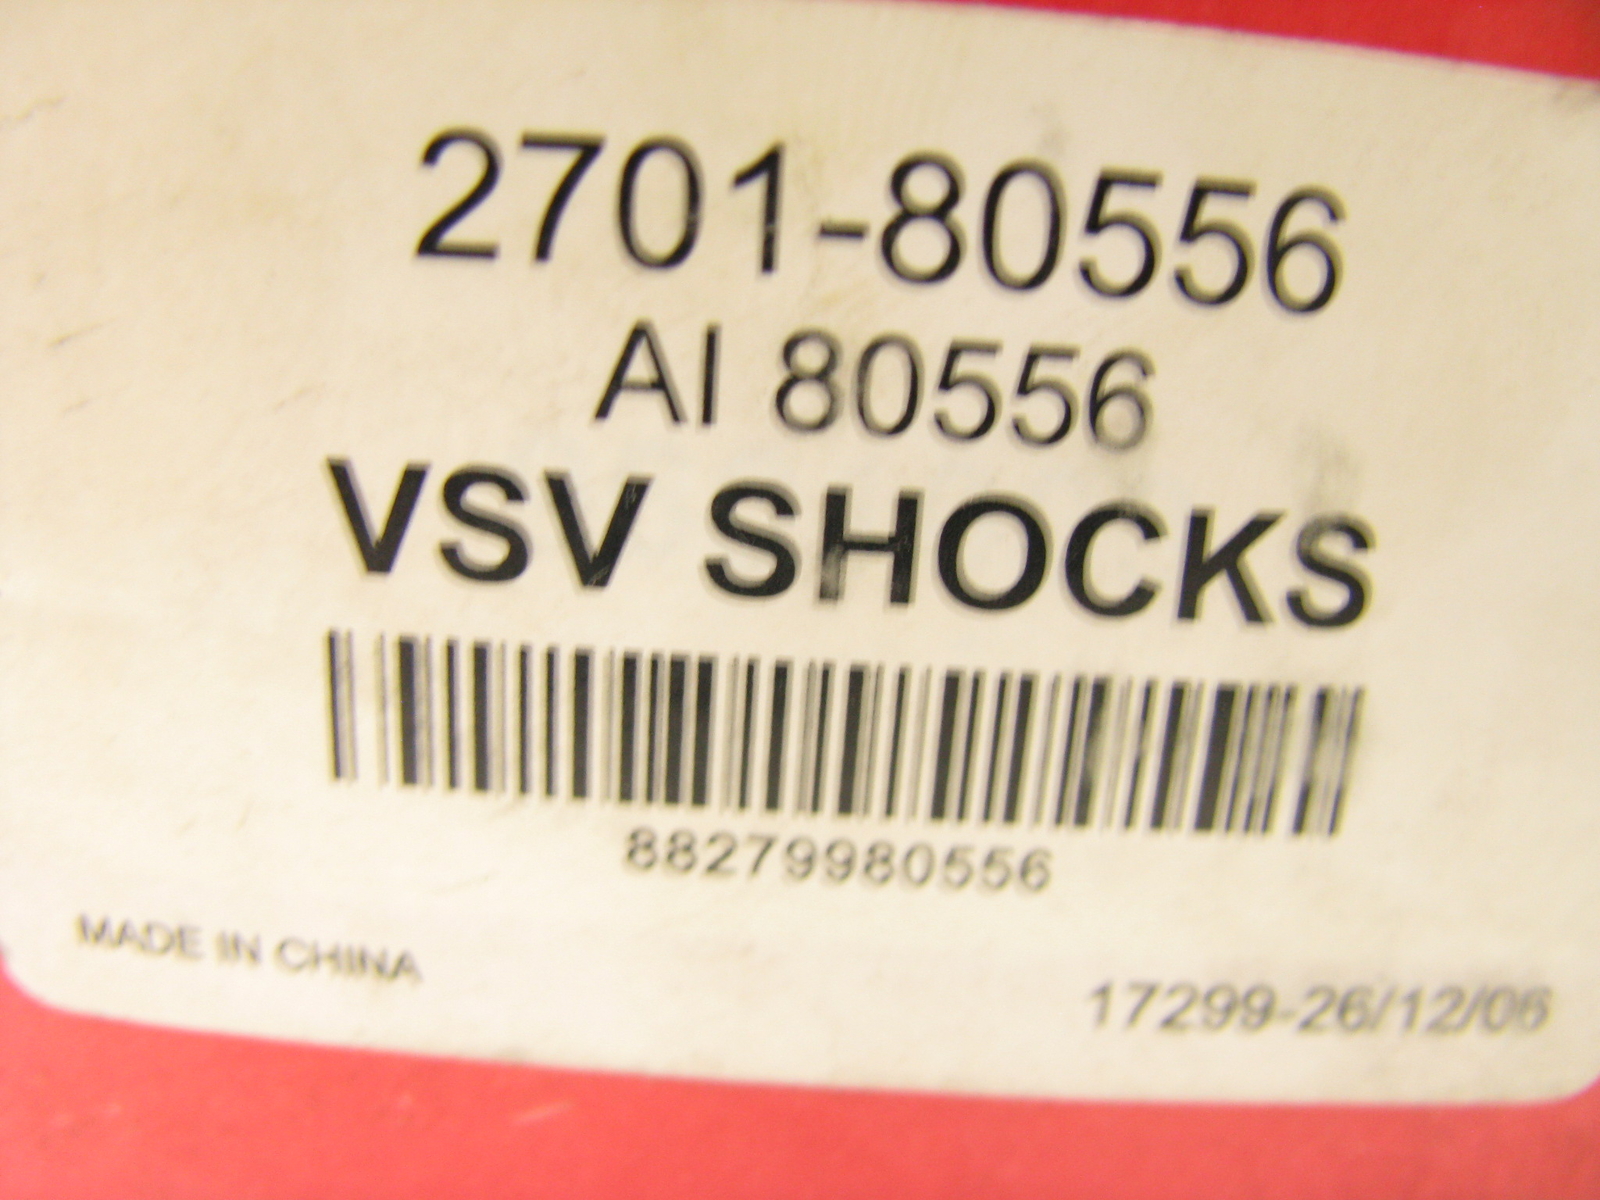 2701-80556
AI 80556
VSV SHOCKS
88279980556
MADE IN CHINA
17299-26/12/06